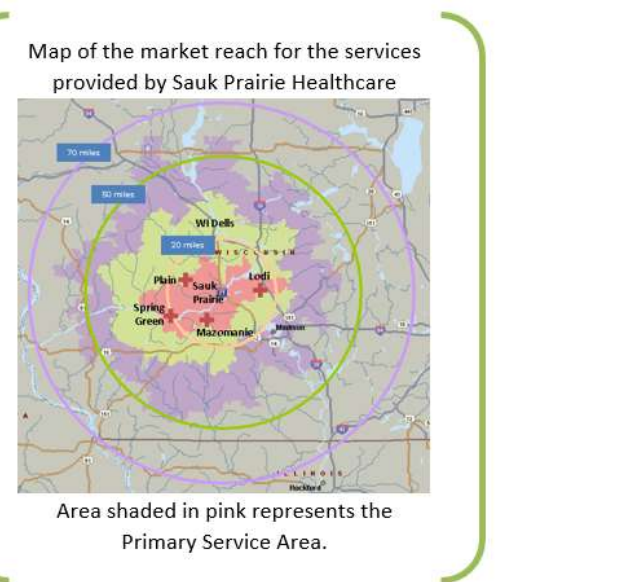 Map of the market reach for the services
provided by Sauk Prairie Healthcare
70 miles
50 miles
Wi Dells
20 miles
WISCONSIN
Plain
Sauk
Prairie
Lodi
Spring
Green
Mazomanie
Madison
ILLINOIS
Rockford
Area shaded in pink represents the
Primary Service Area.